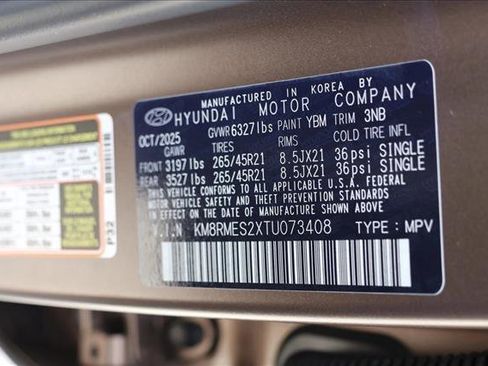 MANUFACTURED IN KOREA BY
HYUNDAI MOTOR COMPANY
OCT/2025 GVWR 6327lbs PAINT YBM TRIM 3NB
GAWR TIRES RIMS COLD TIRE INFL
FRONT 3197lbs 265/45R21 8.5JX21 36psi SINGLE
REAR 3527lbs 265/45R21 8.5JX21 36psi SINGLE
THIS VEHICLE CONFORMS TO ALL APPLICABLE U.S.A. FEDERAL MOTOR
VEHICLE SAFETY AND THEFT PREVENTION STANDARDS IN
EFFECT ON THE DATE OF MANUFACTURE SHOWN ABOVE.
V.I.N KM8RMES2XTU073408 TYPE : MPV
P32